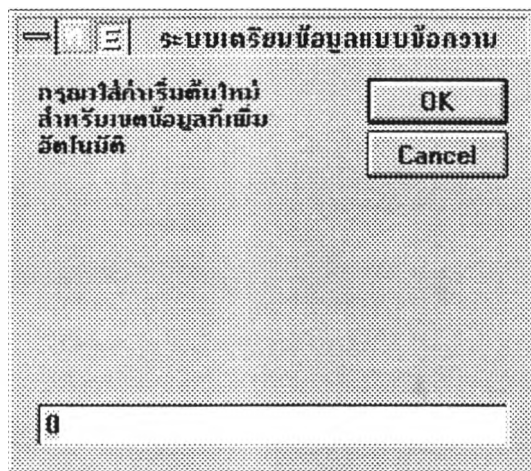 ระบบเตรียมข้อมูลแบบข้อความ
กรุณาใส่ค่าเริ่มต้นใหม่
สำหรับเขตข้อมูลที่เพิ่ม
อัตโนมัติ
OK
Cancel
0